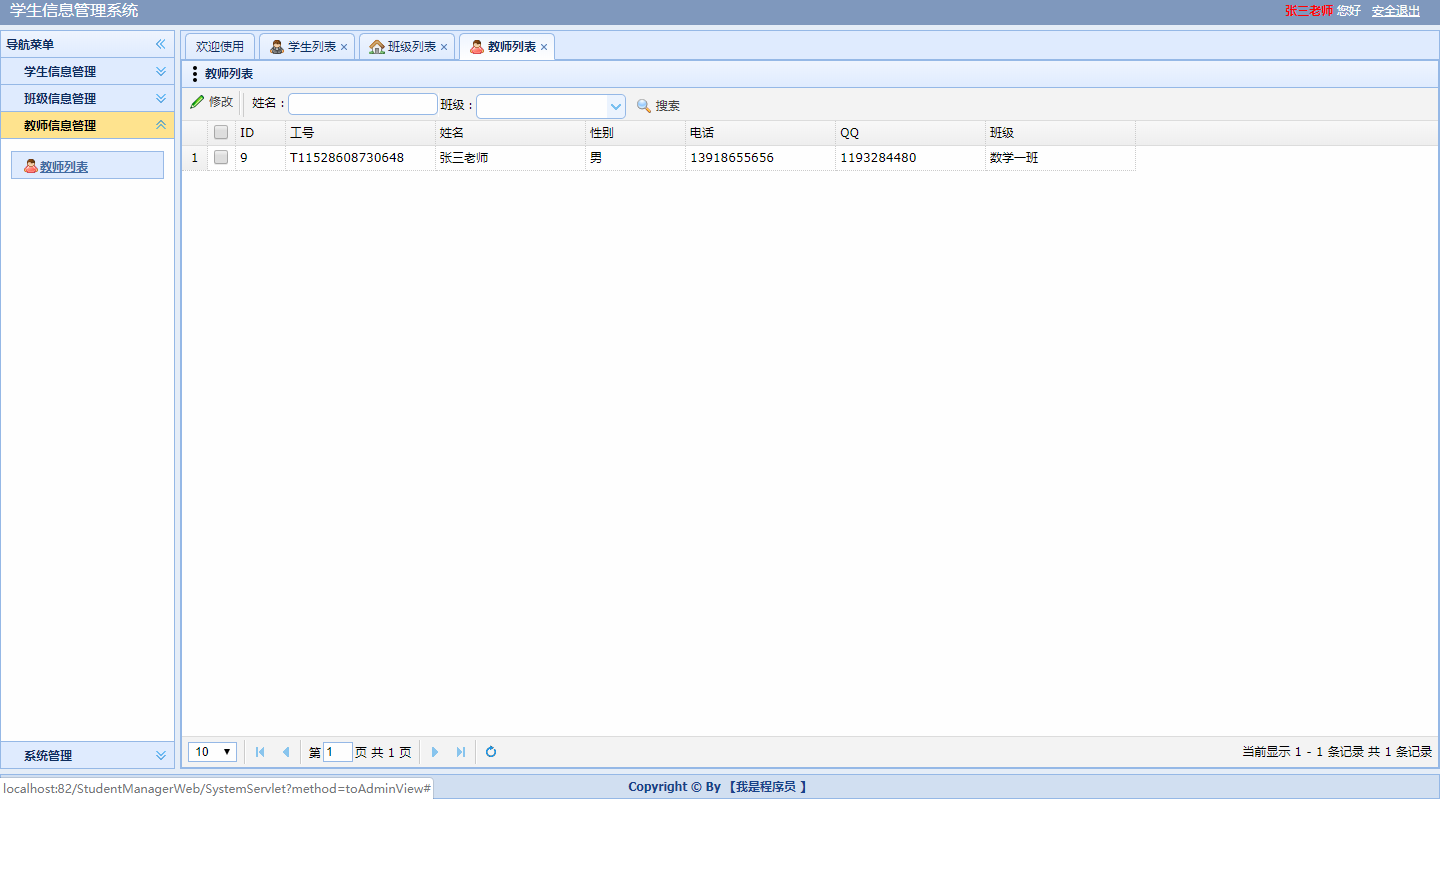 学生信息管理系统
张三老师 您好 安全退出
导航菜单
学生信息管理
班级信息管理
教师信息管理
教师列表
系统管理
欢迎使用 学生列表 班级列表 教师列表
教师列表
修改 姓名： 班级： 搜索
ID 工号 姓名 性别 电话 QQ 班级
1 9 T11528608730648 张三老师 男 13918655656 1193284480 数学一班
10 第 1 页 共 1 页 当前显示 1 - 1 条记录 共 1 条记录
localhost:82/StudentManagerWeb/SystemServlet?method=toAdminView#
Copyright © By 【我是程序员 】